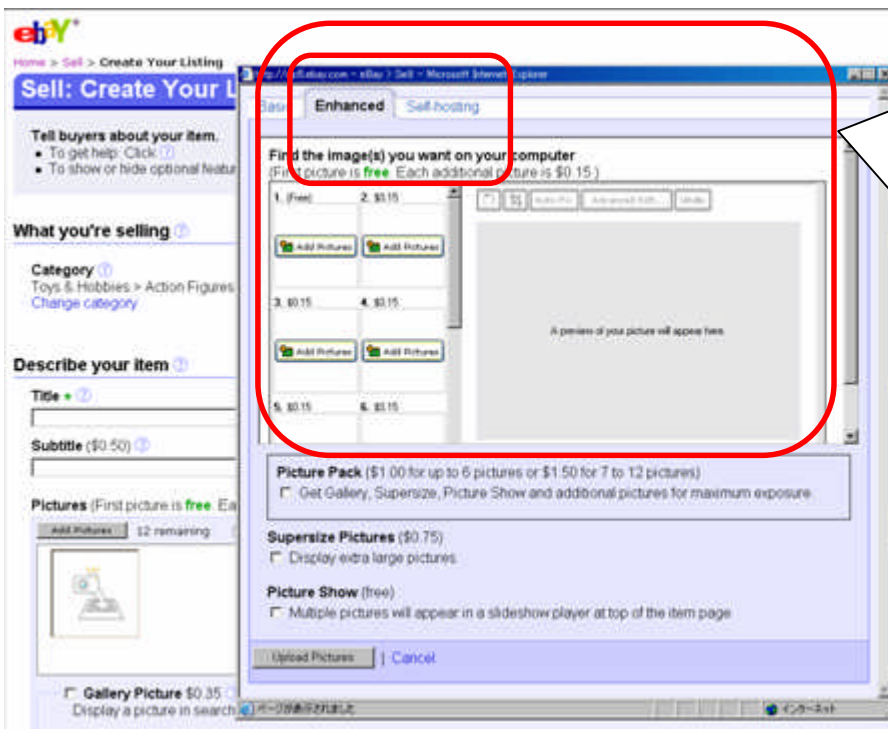 ebY
Home > Sell > Create Your Listing
Sell: Create Your L
Tell buyers about your item.
• To get help: Click ?
• To show or hide optional featur
What you're selling ?
Category ?
Toys & Hobbies > Action Figures
Change category
Describe your item ?
Title • ?
Subtitle ($0.50) ?
Pictures (First picture is free. Ea
Add Pictures 12 remaining
Gallery Picture $0.35
Display a picture in search
eBay > Sell - Microsoft Internet Explorer
Basic Enhanced Self-hosting
Find the image(s) you want on your computer
(First picture is free. Each additional picture is $0.15.)
1. (Free) 2. $0.15
Add Pictures Add Pictures
3. $0.15 4. $0.15
Add Pictures Add Pictures
5. $0.15 6. $0.15
Auto Fix Advanced Edit... Undo
A preview of your picture will appear here.
Picture Pack ($1.00 for up to 6 pictures or $1.50 for 7 to 12 pictures)
Get Gallery, Supersize, Picture Show and additional pictures for maximum exposure.
Supersize Pictures ($0.75)
Display extra large pictures
Picture Show (free)
Multiple pictures will appear in a slideshow player at top of the item page
Upload Pictures | Cancel
ページが表示されました インターネット